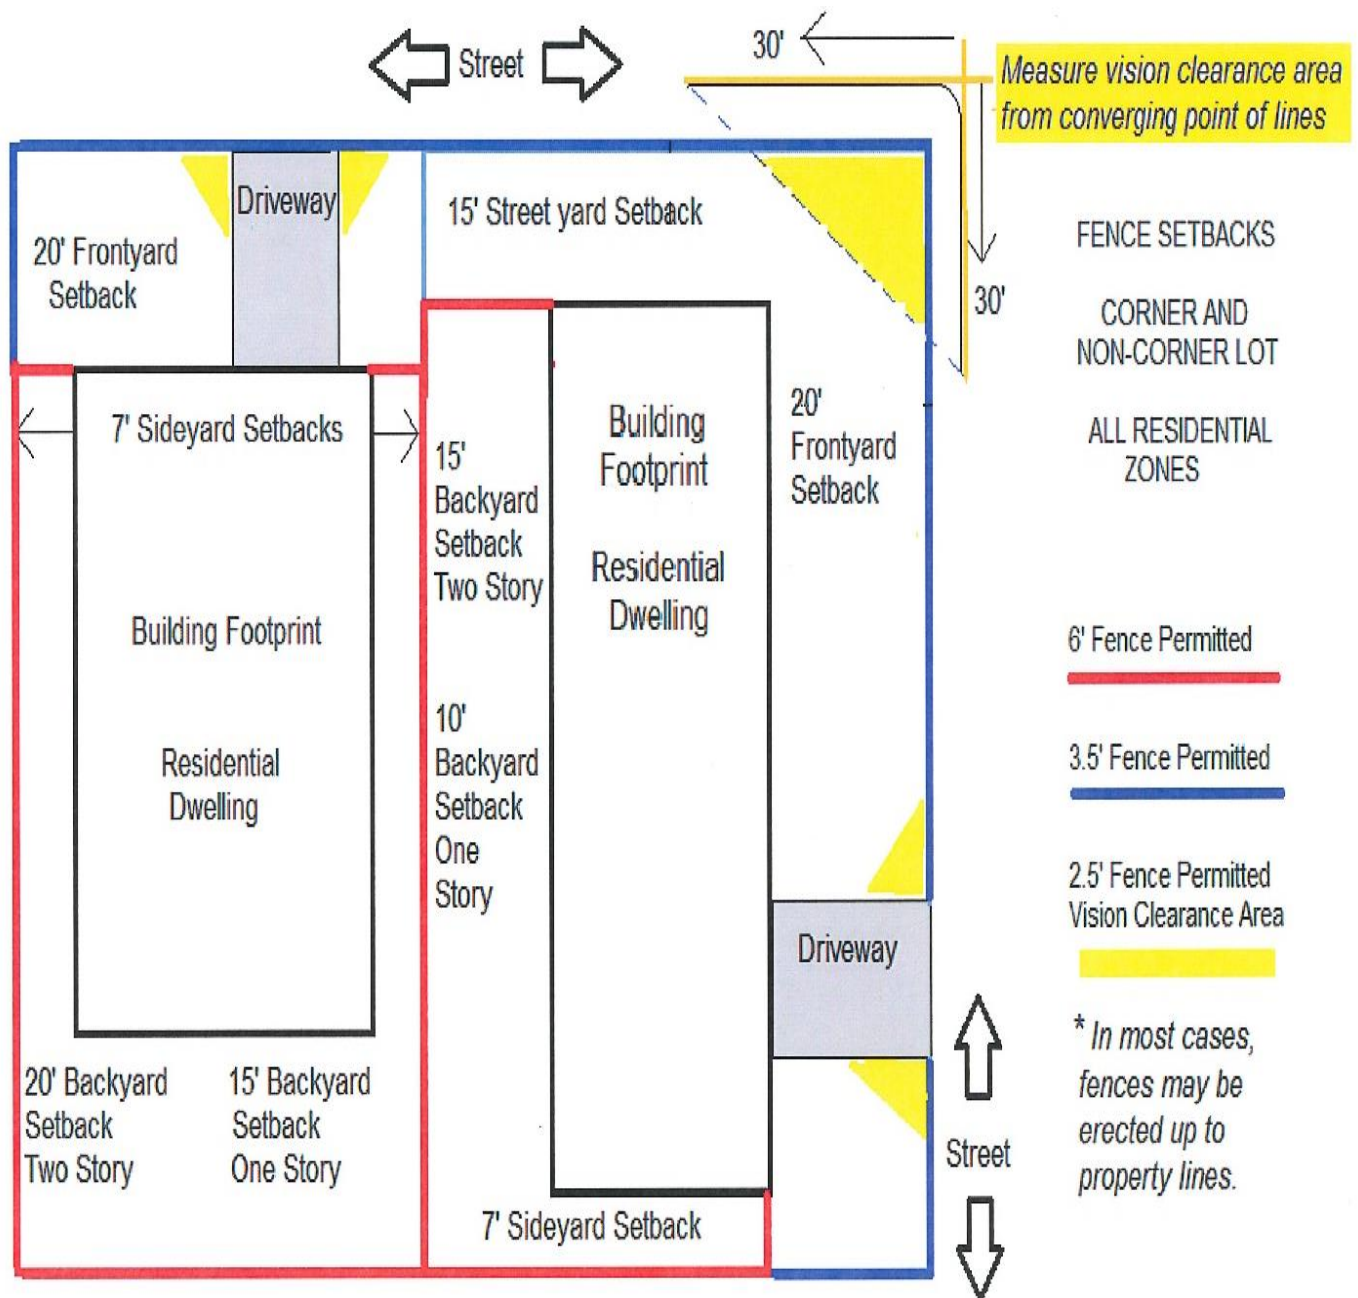 Street
30'
Measure vision clearance area
from converging point of lines
Driveway
15' Street yard Setback
20' Frontyard
Setback
30'
FENCE SETBACKS
CORNER AND
NON-CORNER LOT
ALL RESIDENTIAL
ZONES
7' Sideyard Setbacks
15'
Backyard
Setback
Two Story
Building
Footprint
Residential
Dwelling
20'
Frontyard
Setback
Building Footprint
Residential
Dwelling
10'
Backyard
Setback
One
Story
6' Fence Permitted
3.5' Fence Permitted
2.5' Fence Permitted
Vision Clearance Area
Driveway
* In most cases,
fences may be
erected up to
property lines.
20' Backyard
Setback
Two Story
15' Backyard
Setback
One Story
Street
7' Sideyard Setback